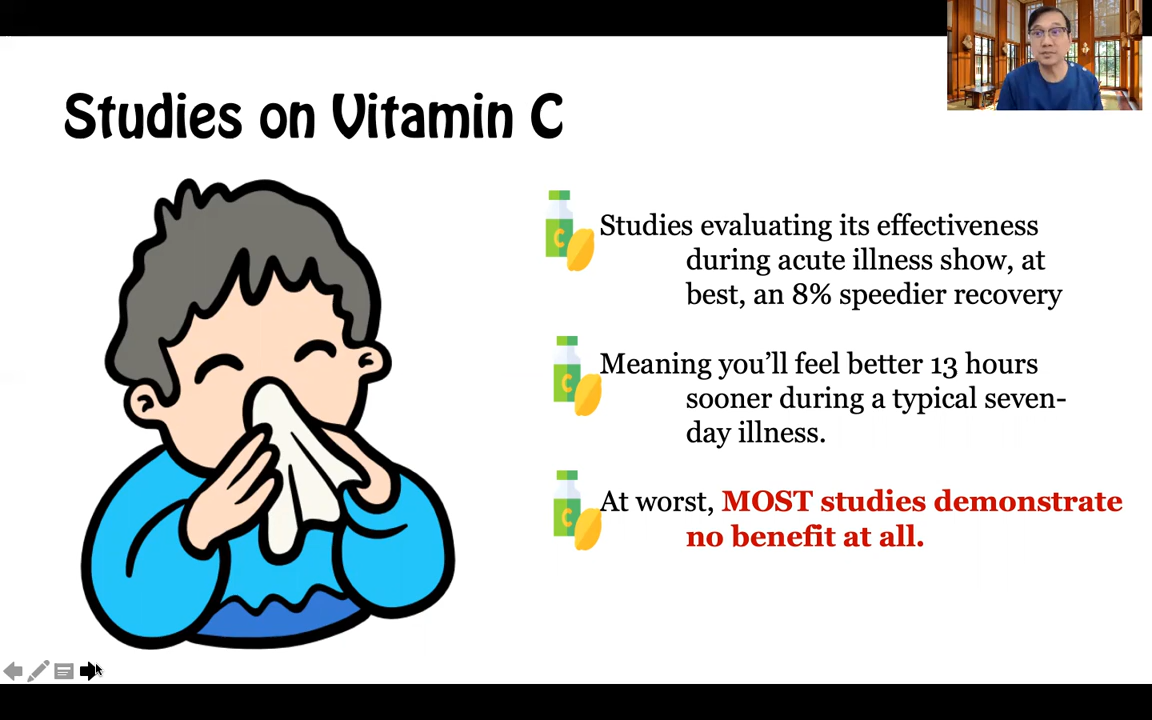 Studies on Vitamin C
C
Studies evaluating its effectiveness
during acute illness show, at
best, an 8% speedier recovery
C
Meaning you’ll feel better 13 hours
sooner during a typical seven-
day illness.
C
At worst, MOST studies demonstrate
no benefit at all.